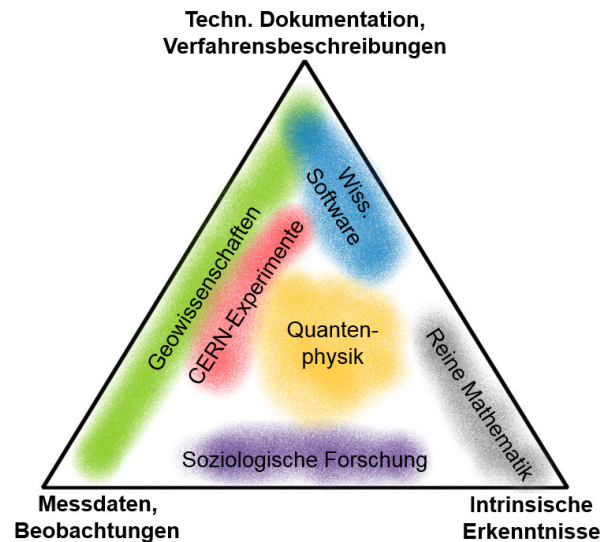 Techn. Dokumentation,
Verfahrensbeschreibungen
Wiss.
Software
Geowissenschaften
CERN-Experimente
Quanten-
physik
Reine Mathematik
Soziologische Forschung
Messdaten,
Beobachtungen
Intrinsische
Erkenntnisse